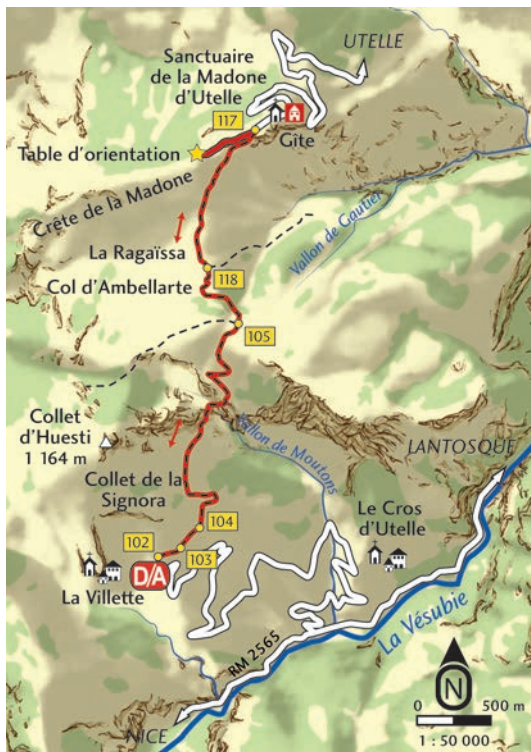 UTELLE
Sanctuaire
de la Madone
d'Utelle
117
Gîte
Table d'orientation
Crête de la Madone
Vallon de Gautier
La Ragaïssa
118
Col d'Ambellarte
105
Collet
d'Huesti
1 164 m
Vallon de Moutons
LANTOSQUE
Collet de la
Signora
104
Le Cros
d'Utelle
102
103
D/A
La Villette
La Vésubie
RM 2565
NICE
N
0 500 m
1 : 50 000